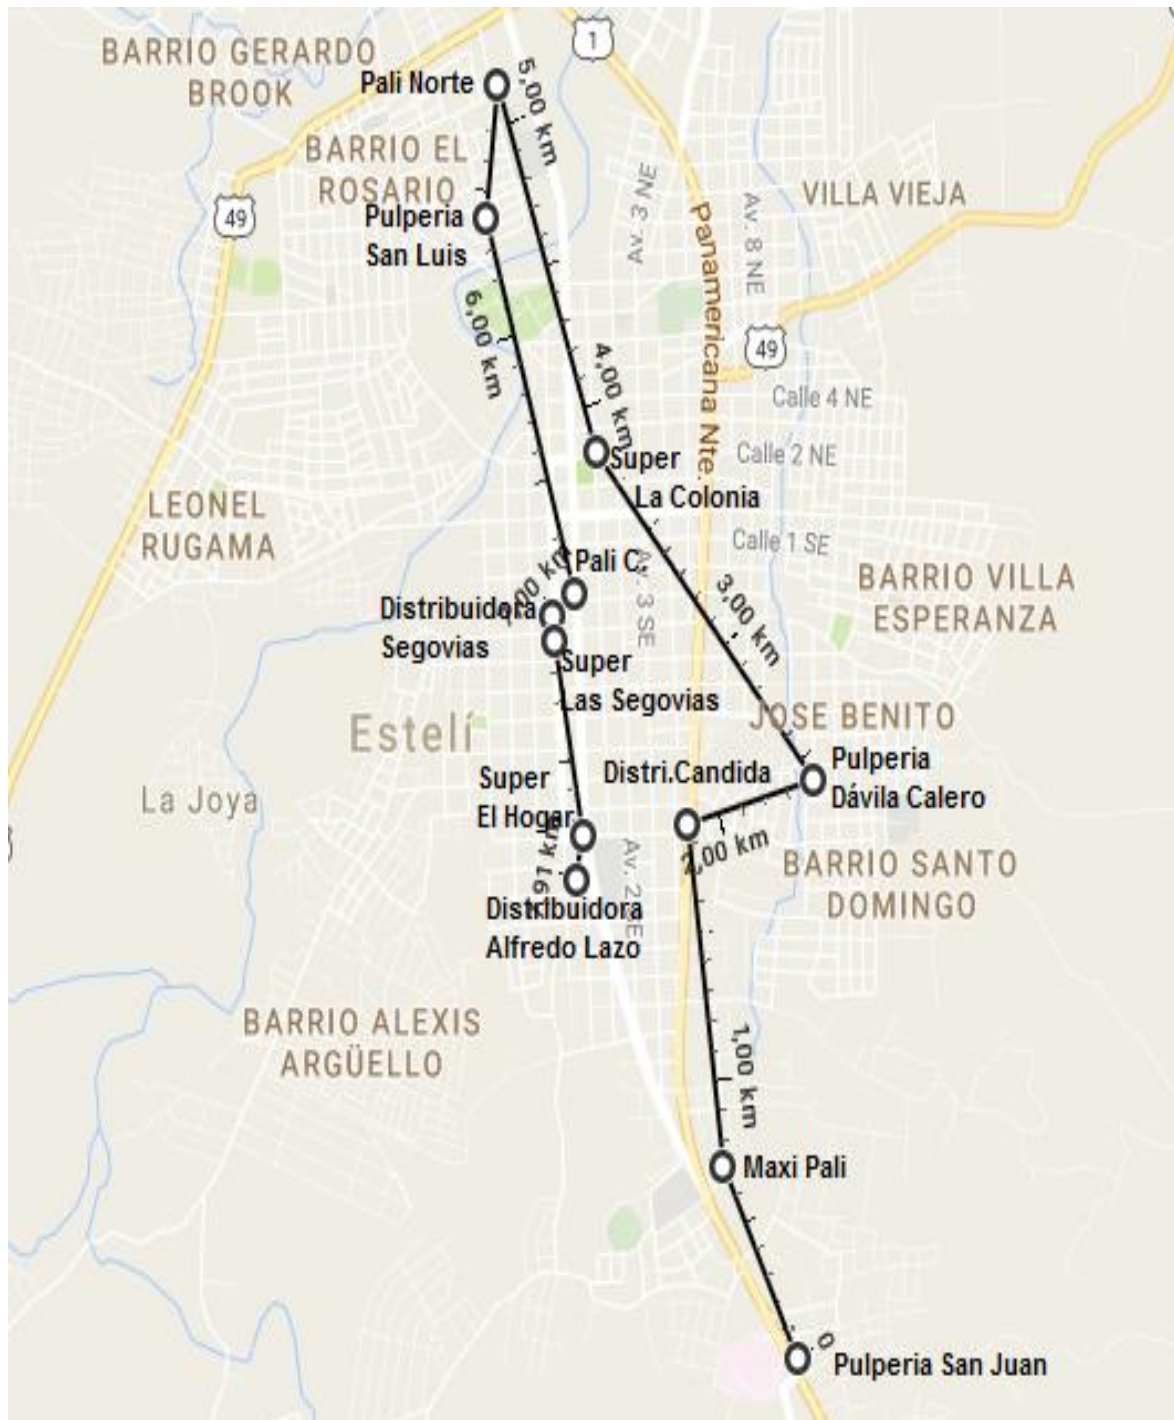 BARRIO GERARDO
BROOK
1
Pali Norte
5,00 km
BARRIO EL
ROSARIO
49
Pulperia
San Luis
Av. 3 NE
Av. 8 NE
VILLA VIEJA
Panamericana Nte.
6,00 km
4,00 km
49
Calle 4 NE
Super
La Colonia
Calle 2 NE
LEONEL
RUGAMA
Calle 1 SE
Pali C.
Av. 3 SE
3,00 km
BARRIO VILLA
ESPERANZA
Distribuidora
Segovias
Super
Las Segovias
Estelí
JOSE BENITO
La Joya
Super
El Hogar
Distri.Candida
Pulperia
Dávila Calero
2,00 km
Av. 2 SE
BARRIO SANTO
DOMINGO
Distribuidora
Alfredo Lazo
BARRIO ALEXIS
ARGÜELLO
1,00 km
Maxi Pali
0
Pulperia San Juan